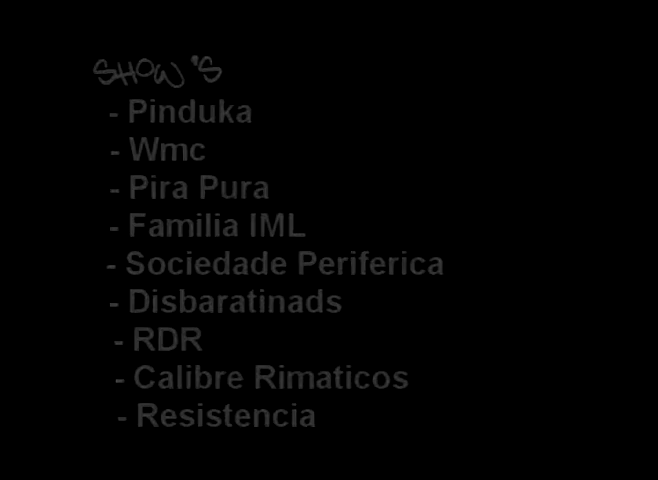 SHOW'S
- Pinduka
- Wmc
- Pira Pura
- Familia IML
- Sociedade Periferica
- Disbaratinads
- RDR
- Calibre Rimaticos
- Resistencia